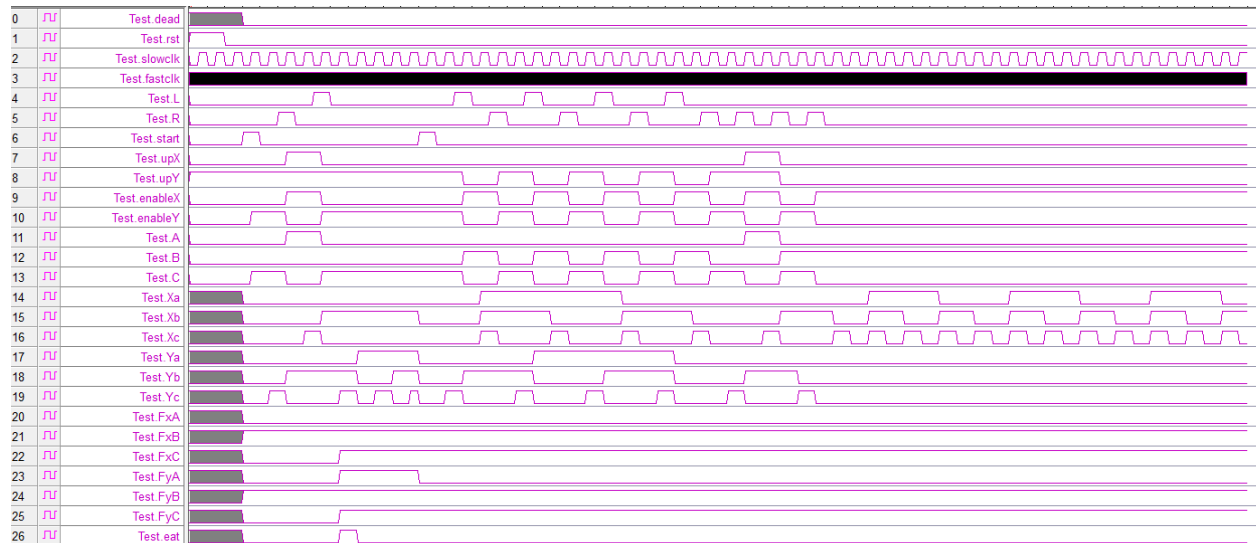 0 Test.dead
1 Test.rst
2 Test.slowclk
3 Test.fastclk
4 Test.L
5 Test.R
6 Test.start
7 Test.upX
8 Test.upY
9 Test.enableX
10 Test.enableY
11 Test.A
12 Test.B
13 Test.C
14 Test.Xa
15 Test.Xb
16 Test.Xc
17 Test.Ya
18 Test.Yb
19 Test.Yc
20 Test.FxA
21 Test.FxB
22 Test.FxC
23 Test.FyA
24 Test.FyB
25 Test.FyC
26 Test.eat